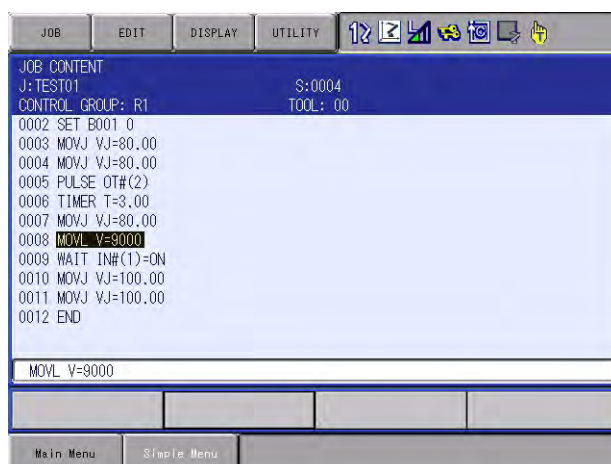 JOB EDIT DISPLAY UTILITY
JOB CONTENT
J:TEST01 S:0004
CONTROL GROUP: R1 TOOL: 00
0002 SET B001 0
0003 MOVJ VJ=80.00
0004 MOVJ VJ=80.00
0005 PULSE OT#(2)
0006 TIMER T=3.00
0007 MOVJ VJ=80.00
0008 MOVL V=9000
0009 WAIT IN#(1)=ON
0010 MOVJ VJ=100.00
0011 MOVJ VJ=100.00
0012 END
MOVL V=9000
Main Menu Simple Menu